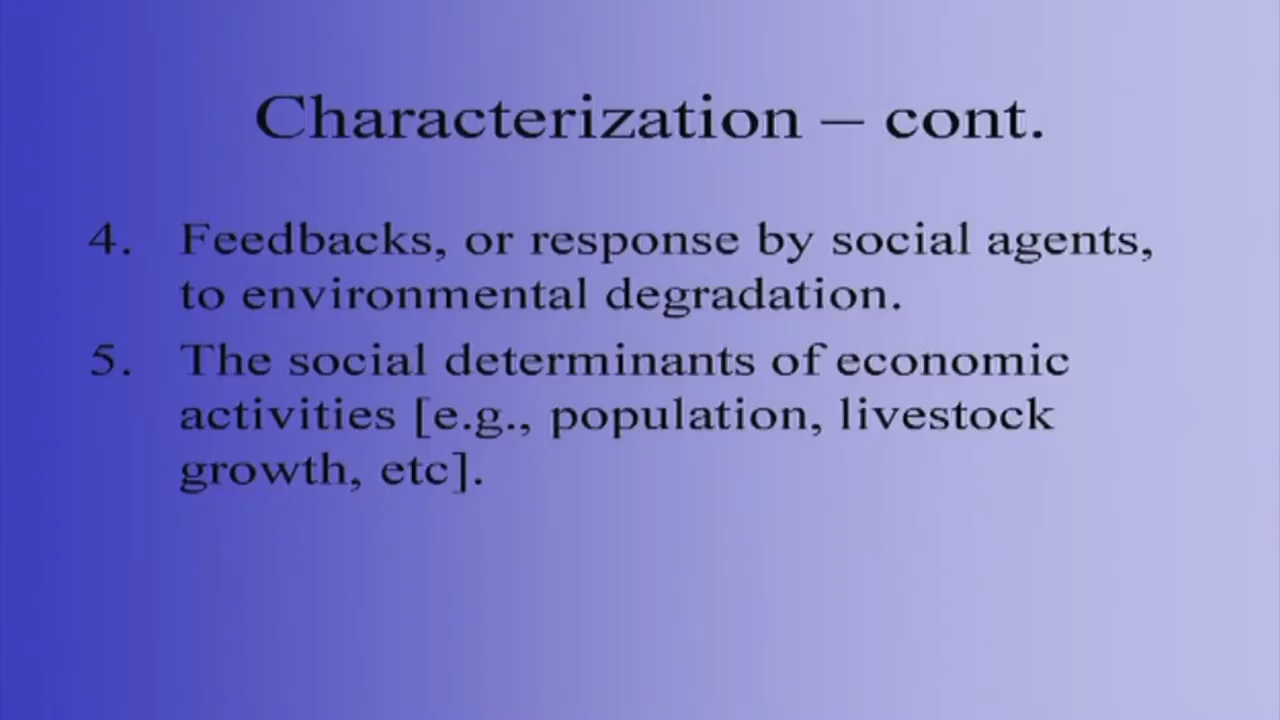 Characterization – cont.
4. Feedbacks, or response by social agents,
to environmental degradation.
5. The social determinants of economic
activities [e.g., population, livestock
growth, etc].